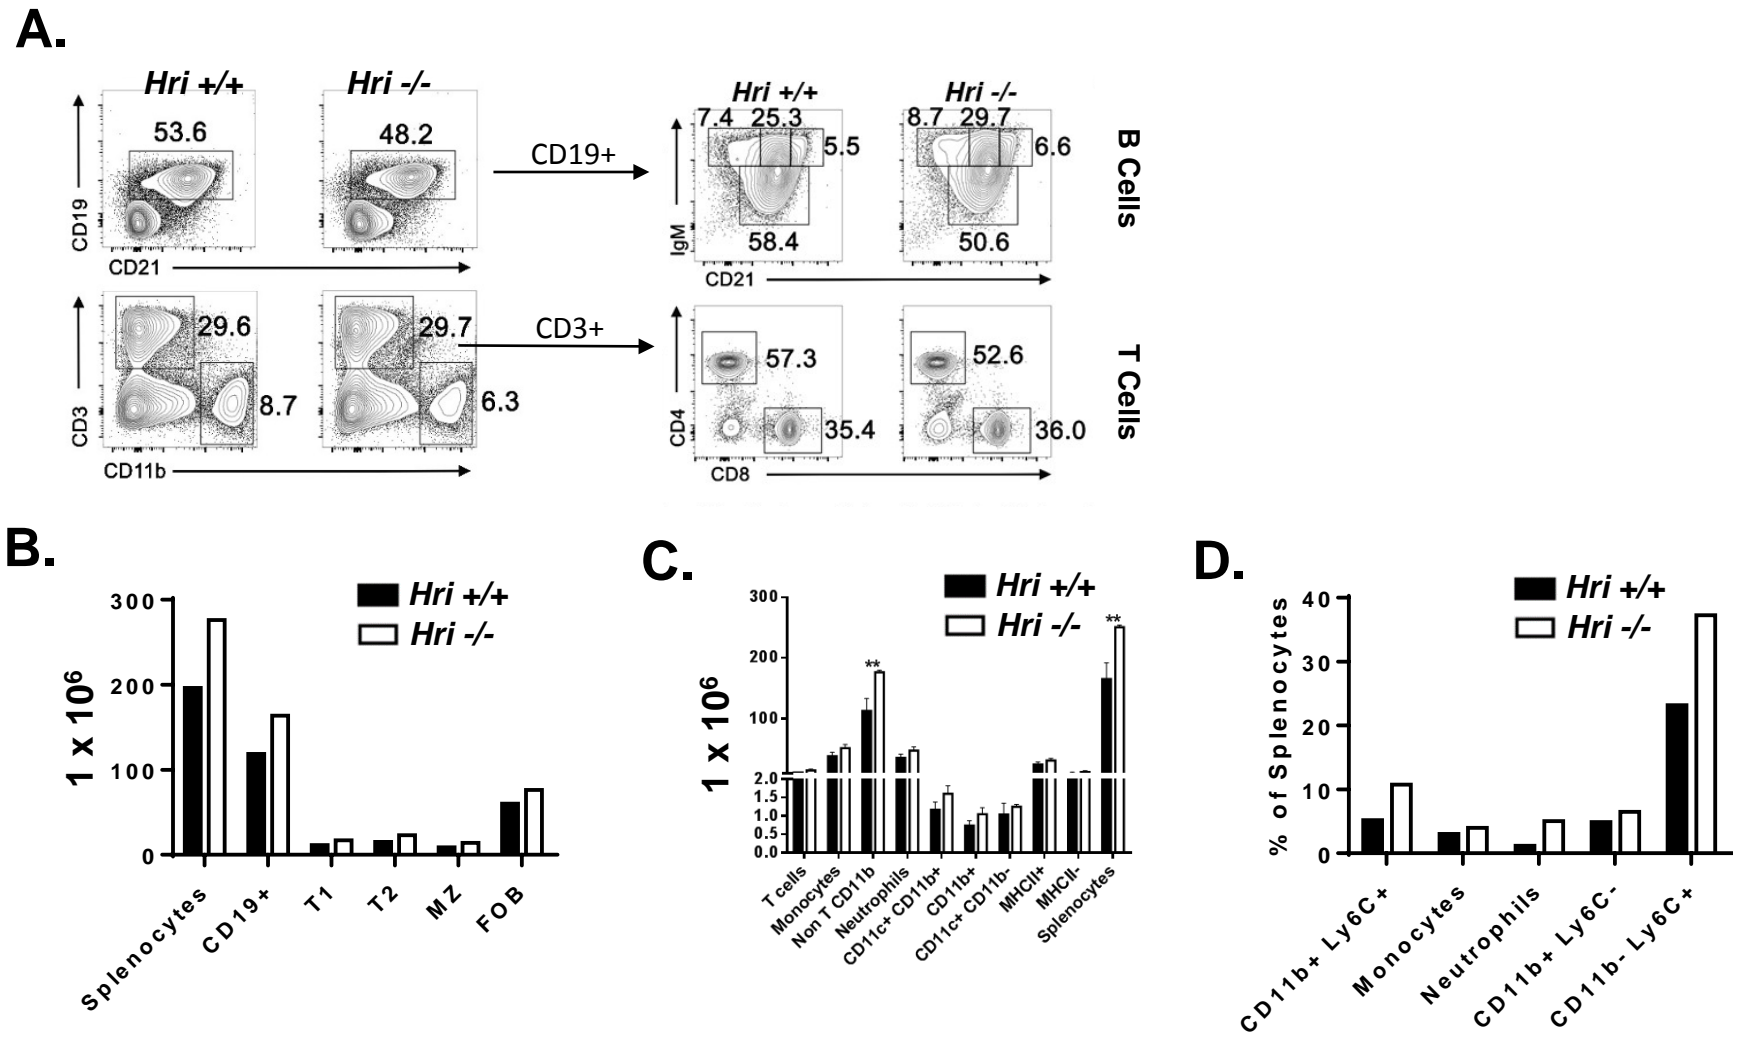 A.
Hri +/+
Hri -/-
53.6
48.2
CD19
CD21
CD19+
Hri +/+
Hri -/-
7.4 25.3
5.5
58.4
8.7 29.7
6.6
50.6
IgM
CD21
B Cells
29.6
8.7
29.7
6.3
CD3
CD11b
CD3+
57.3
35.4
52.6
36.0
CD4
CD8
T Cells
B.
Hri +/+
Hri -/-
1 x 10⁶
300
200
100
0
Splenocytes
CD19+
T1
T2
MZ
FOB
C.
Hri +/+
Hri -/-
1 x 10⁶
300
200
100
2.0
1.5
1.0
0.5
0.0
**
**
T cells
Monocytes
Non T CD11b
Neutrophils
CD11c+ CD11b+
CD11b+
CD11c+ CD11b-
MHCII+
MHCII-
Splenocytes
D.
Hri +/+
Hri -/-
% of Splenocytes
40
30
20
10
0
CD11b+ Ly6C+
Monocytes
Neutrophils
CD11b+ Ly6C-
CD11b- Ly6C+